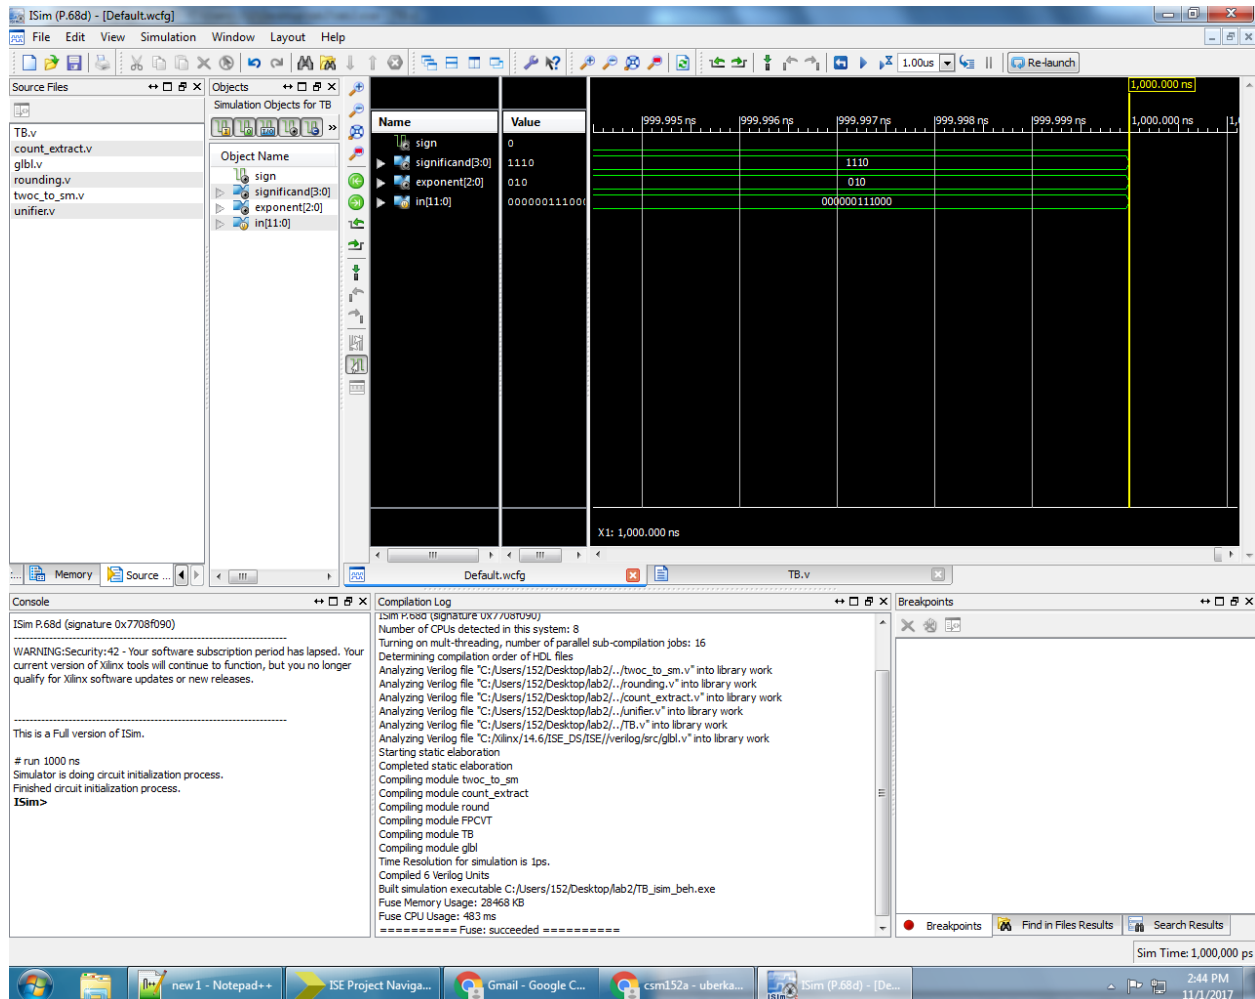 ISim (P.68d) - [Default.wcfg]
File Edit View Simulation Window Layout Help
1.00us Re-launch
Source Files
TB.v
count_extract.v
glbl.v
rounding.v
twoc_to_sm.v
unifier.v
Memory Source ...
Objects
Simulation Objects for TB
Object Name
sign
significand[3:0]
exponent[2:0]
in[11:0]
Name Value
sign 0
significand[3:0] 1110
exponent[2:0] 010
in[11:0] 00000011100
1,000.000 ns
999.995 ns 999.996 ns 999.997 ns 999.998 ns 999.999 ns 1,000.000 ns
1110
010
000000111000
X1: 1,000.000 ns
Default.wcfg TB.v
Console
ISim P.68d (signature 0x7708f090)
----------------------------------------------------------------------
WARNING:Security:42 - Your software subscription period has lapsed. Your
current version of Xilinx tools will continue to function, but you no longer
qualify for Xilinx software updates or new releases.
----------------------------------------------------------------------
This is a Full version of ISim.
# run 1000 ns
Simulator is doing circuit initialization process.
Finished circuit initialization process.
ISim>
Compilation Log
ISim P.68d (signature 0x7708f090)
Number of CPUs detected in this system: 8
Turning on mult-threading, number of parallel sub-compilation jobs: 16
Determining compilation order of HDL files
Analyzing Verilog file "C:/Users/152/Desktop/lab2/../twoc_to_sm.v" into library work
Analyzing Verilog file "C:/Users/152/Desktop/lab2/../rounding.v" into library work
Analyzing Verilog file "C:/Users/152/Desktop/lab2/../count_extract.v" into library work
Analyzing Verilog file "C:/Users/152/Desktop/lab2/../unifier.v" into library work
Analyzing Verilog file "C:/Users/152/Desktop/lab2/../TB.v" into library work
Analyzing Verilog file "C:/Xilinx/14.6/ISE_DS/ISE//verilog/src/glbl.v" into library work
Starting static elaboration
Completed static elaboration
Compiling module twoc_to_sm
Compiling module count_extract
Compiling module round
Compiling module FPCVT
Compiling module TB
Compiling module glbl
Time Resolution for simulation is 1ps.
Compiled 6 Verilog Units
Built simulation executable C:/Users/152/Desktop/lab2/TB_isim_beh.exe
Fuse Memory Usage: 28468 KB
Fuse CPU Usage: 483 ms
========== Fuse: succeeded ==========
Breakpoints
Breakpoints Find in Files Results Search Results
Sim Time: 1,000,000 ps
new 1 - Notepad++ ISE Project Naviga... Gmail - Google C... csm152a - uberka... ISim (P.68d) - [De...
2:44 PM
11/1/2017